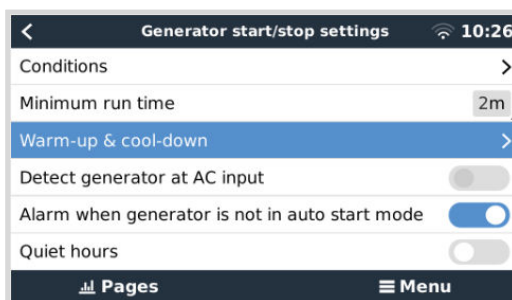 Generator start/stop settings 10:26
Conditions
Minimum run time 2m
Warm-up & cool-down
Detect generator at AC input
Alarm when generator is not in auto start mode
Quiet hours
Pages Menu